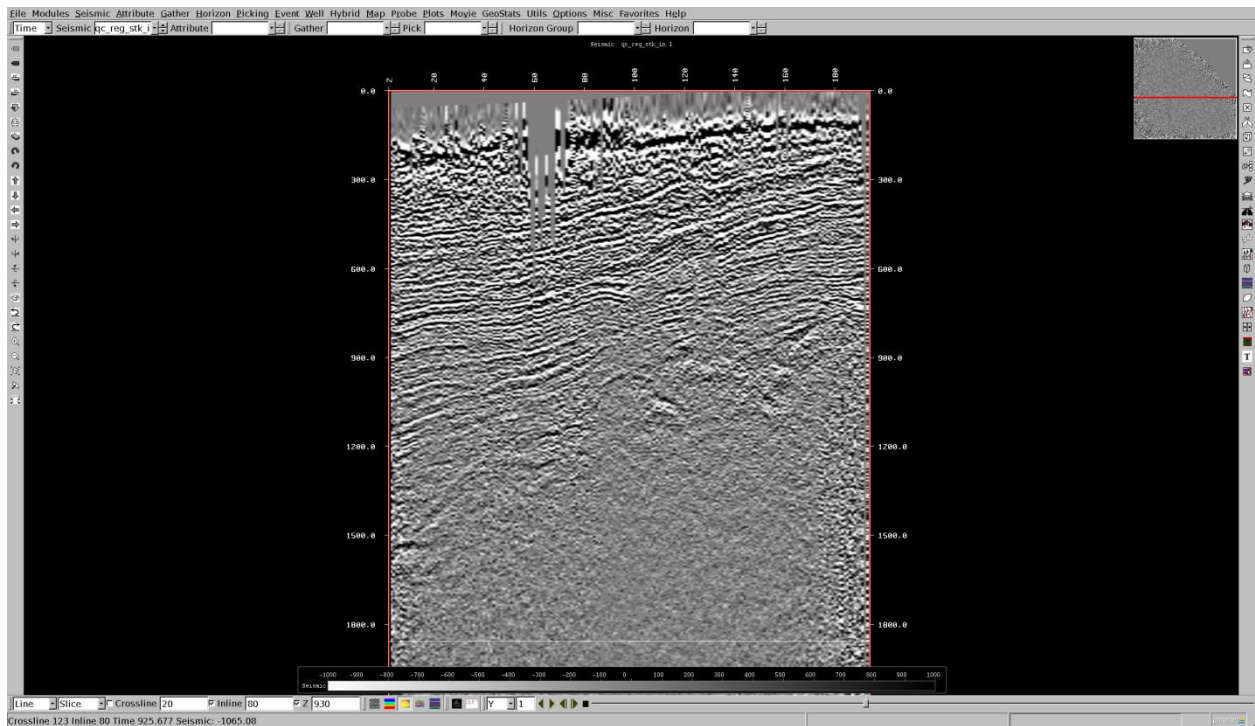 File Modules Seismic Attribute Gather Horizon Picking Event Well Hybrid Map Probe Plots Movie GeoStats Utils Options Misc Favorites Help
Time Seismic qc_reg_stk_i Attribute Gather Pick Horizon Group Horizon
Seismic: qc_reg_stk_in.1
2 20 40 60 80 100 120 140 160 180
0.0 0.0
300.0 300.0
600.0 600.0
900.0 900.0
1200.0 1200.0
1500.0 1500.0
1800.0 1800.0
-1000 -900 -800 -700 -600 -500 -400 -300 -200 -100 0 100 200 300 400 500 600 700 800 900 1000
Seismic
Line Slice Crossline 20 Inline 80 Z 930 Y 1
Crossline 123 Inline 80 Time 925.677 Seismic: -1065.08